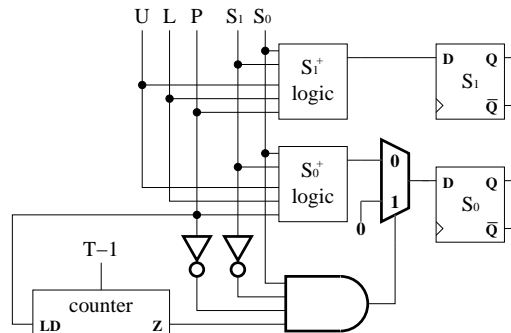 U L P S₁ S₀
S₁⁺ logic
D Q
S₁
Q̅
S₀⁺ logic
0
1
0
D Q
S₀
Q̅
T−1
counter
LD Z